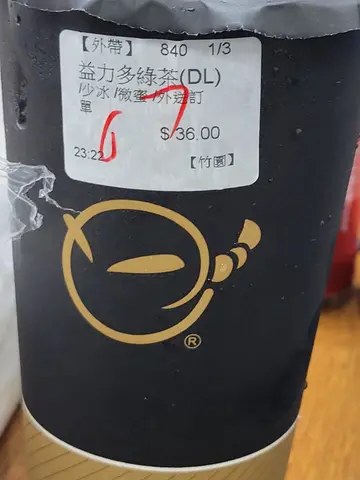 【外帶】 840 1/3
益力多綠茶(DL)
/少冰/微蜜/外送訂
單
$36.00
23:22 【竹圓】
®